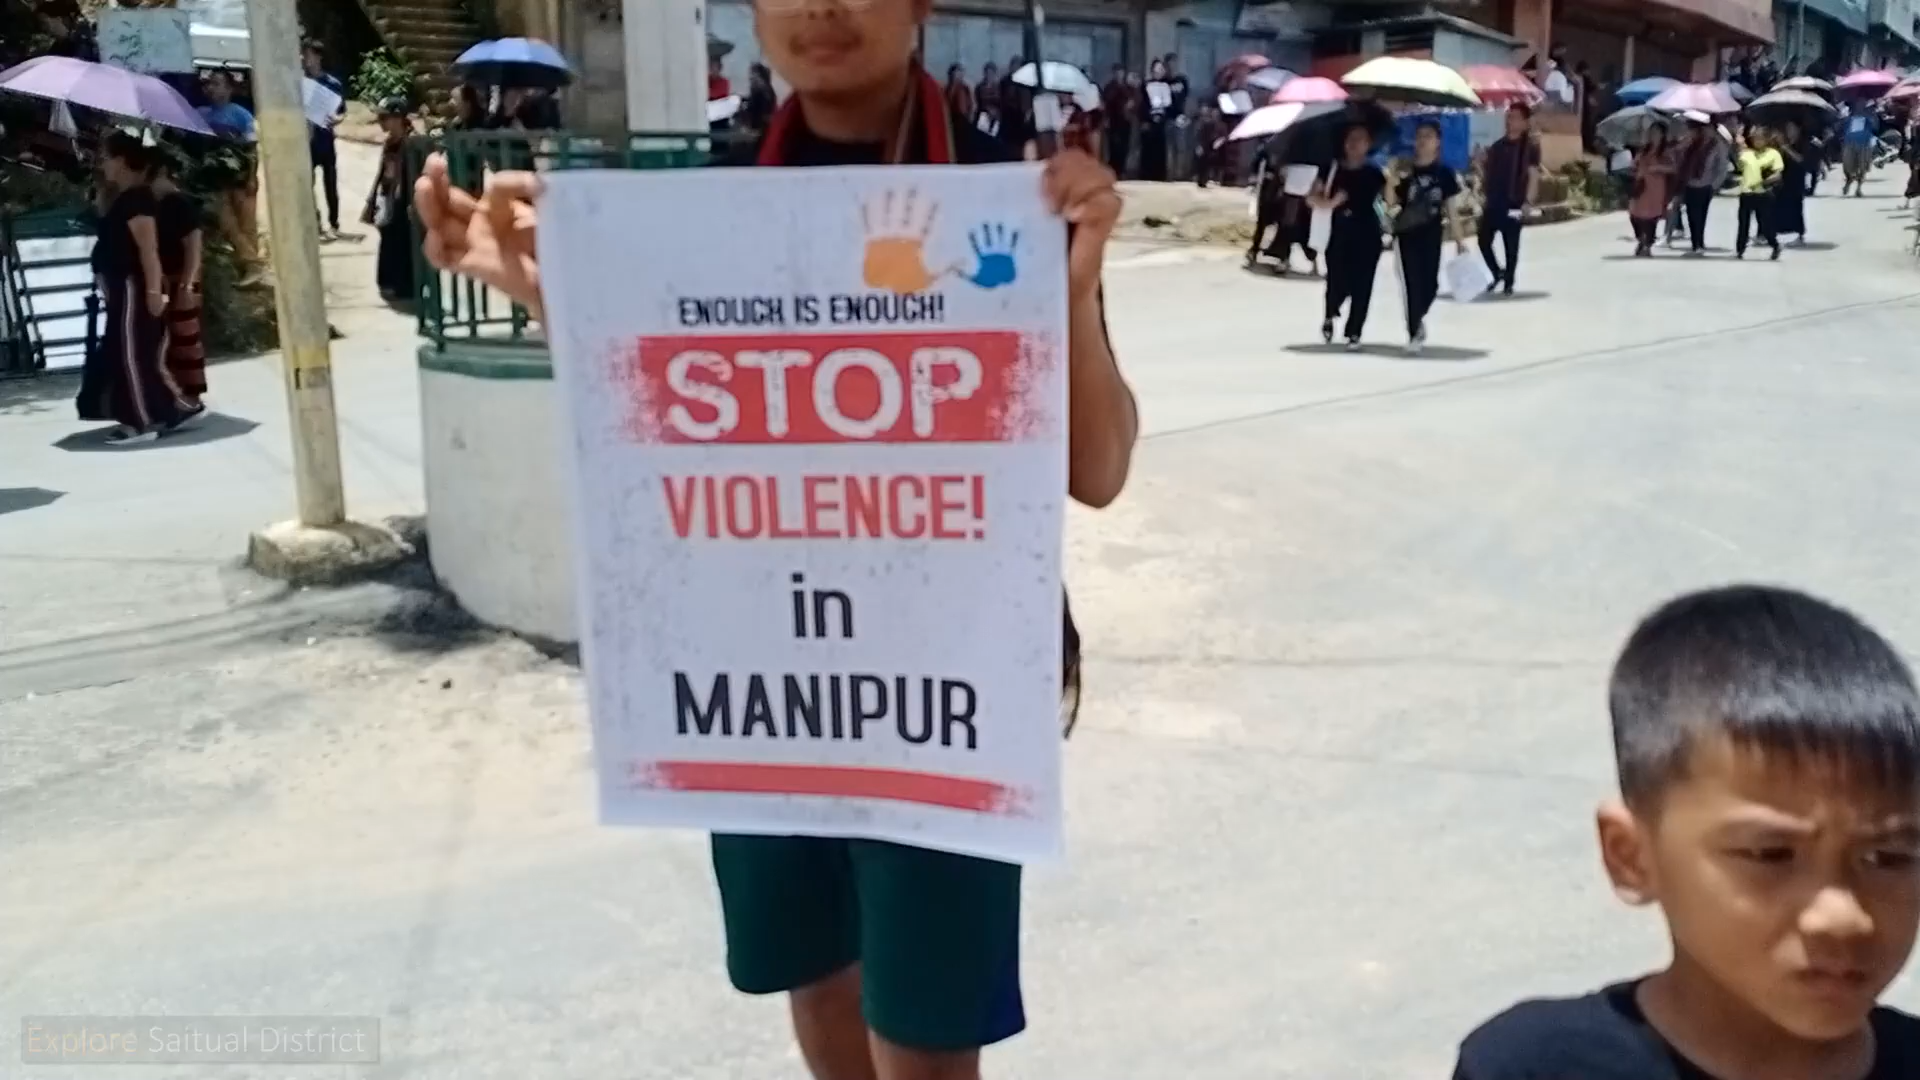 ENOUGH IS ENOUGH!
STOP
VIOLENCE!
in
MANIPUR
Explore Saitual District